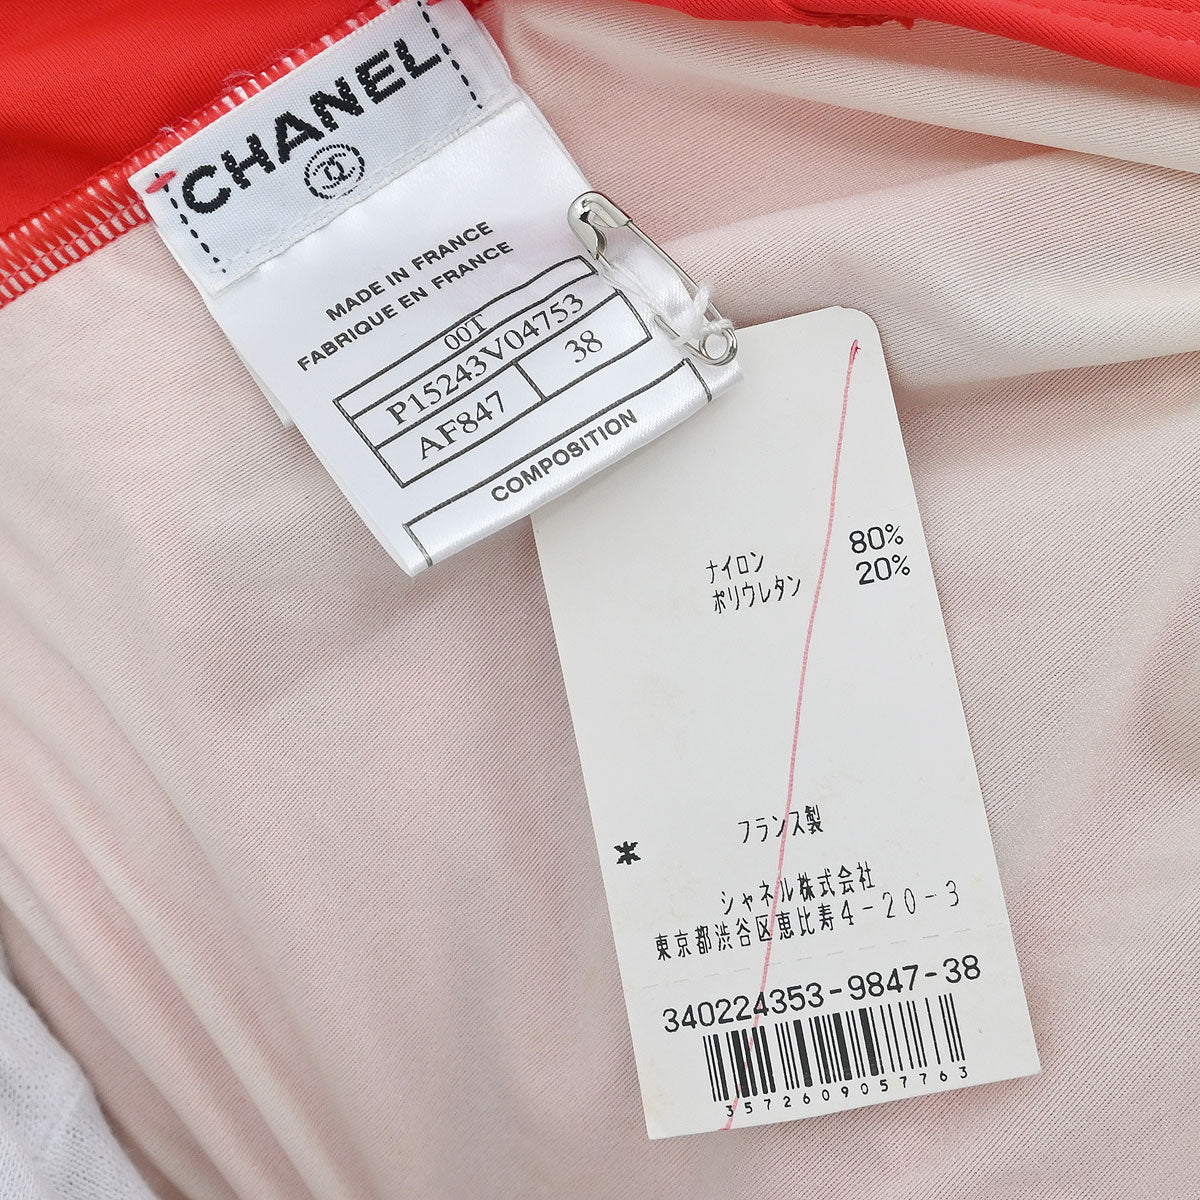 CHANEL
MADE IN FRANCE
FABRIQUE EN FRANCE
00T
P15243V04753
AF847 38
COMPOSITION
ナイロン 80%
ポリウレタン 20%
フランス製
シャネル株式会社
東京都渋谷区恵比寿4-20-3
340224353-9847-38
3572609057763